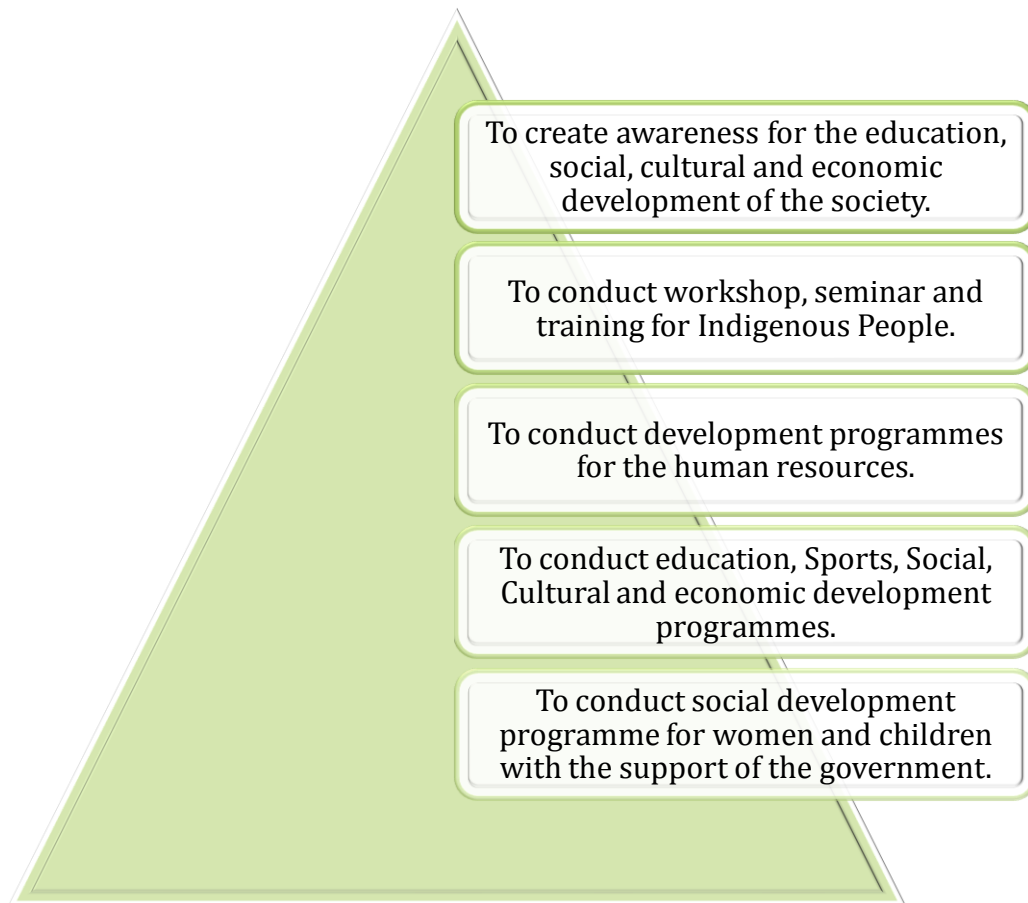 To create awareness for the education,
social, cultural and economic
development of the society.
To conduct workshop, seminar and
training for Indigenous People.
To conduct development programmes
for the human resources.
To conduct education, Sports, Social,
Cultural and economic development
programmes.
To conduct social development
programme for women and children
with the support of the government.